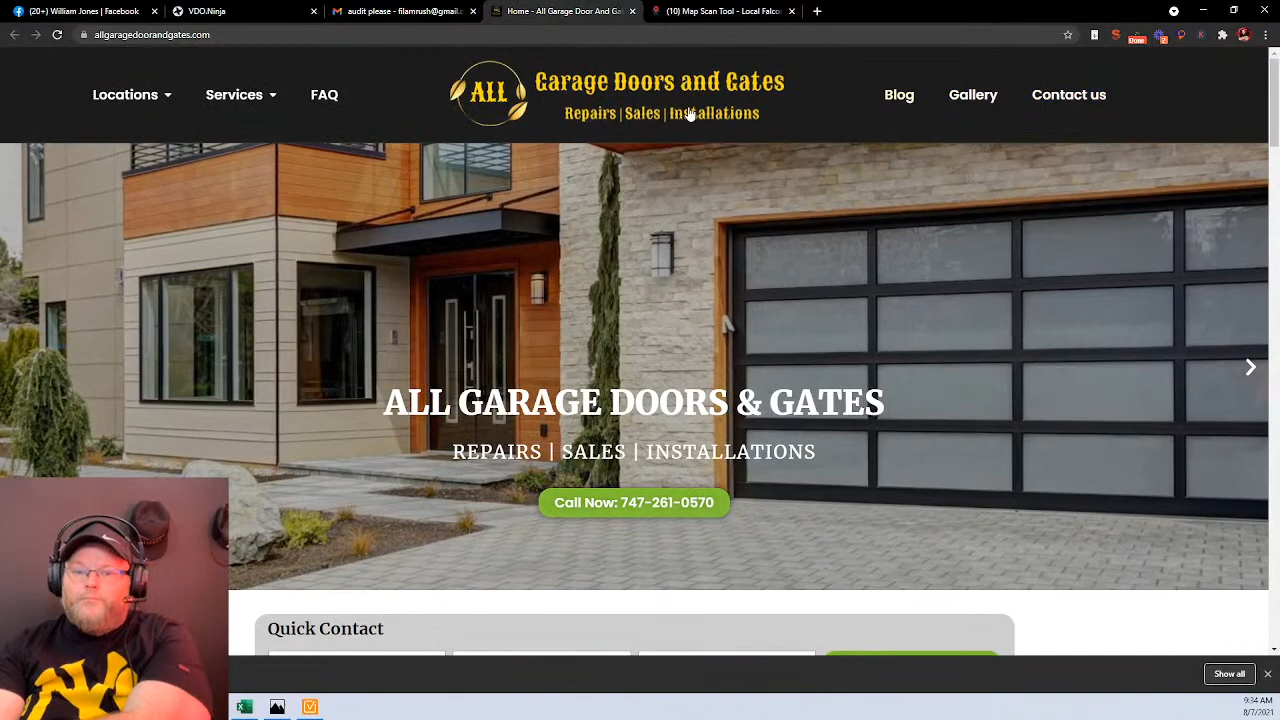 (20+) William Jones | Facebook
VDO.Ninja
audit please - filamrush@gmail.c
Home - All Garage Door And Gat
(10) Map Scan Tool - Local Falco
allgaragedoorandgates.com
Done
2
Locations
Services
FAQ
ALL
Garage Doors and Gates
Repairs | Sales | Installations
Blog
Gallery
Contact us
ALL GARAGE DOORS & GATES
REPAIRS | SALES | INSTALLATIONS
Call Now: 747-261-0570
Quick Contact
Show all
9:34 AM
8/7/2021